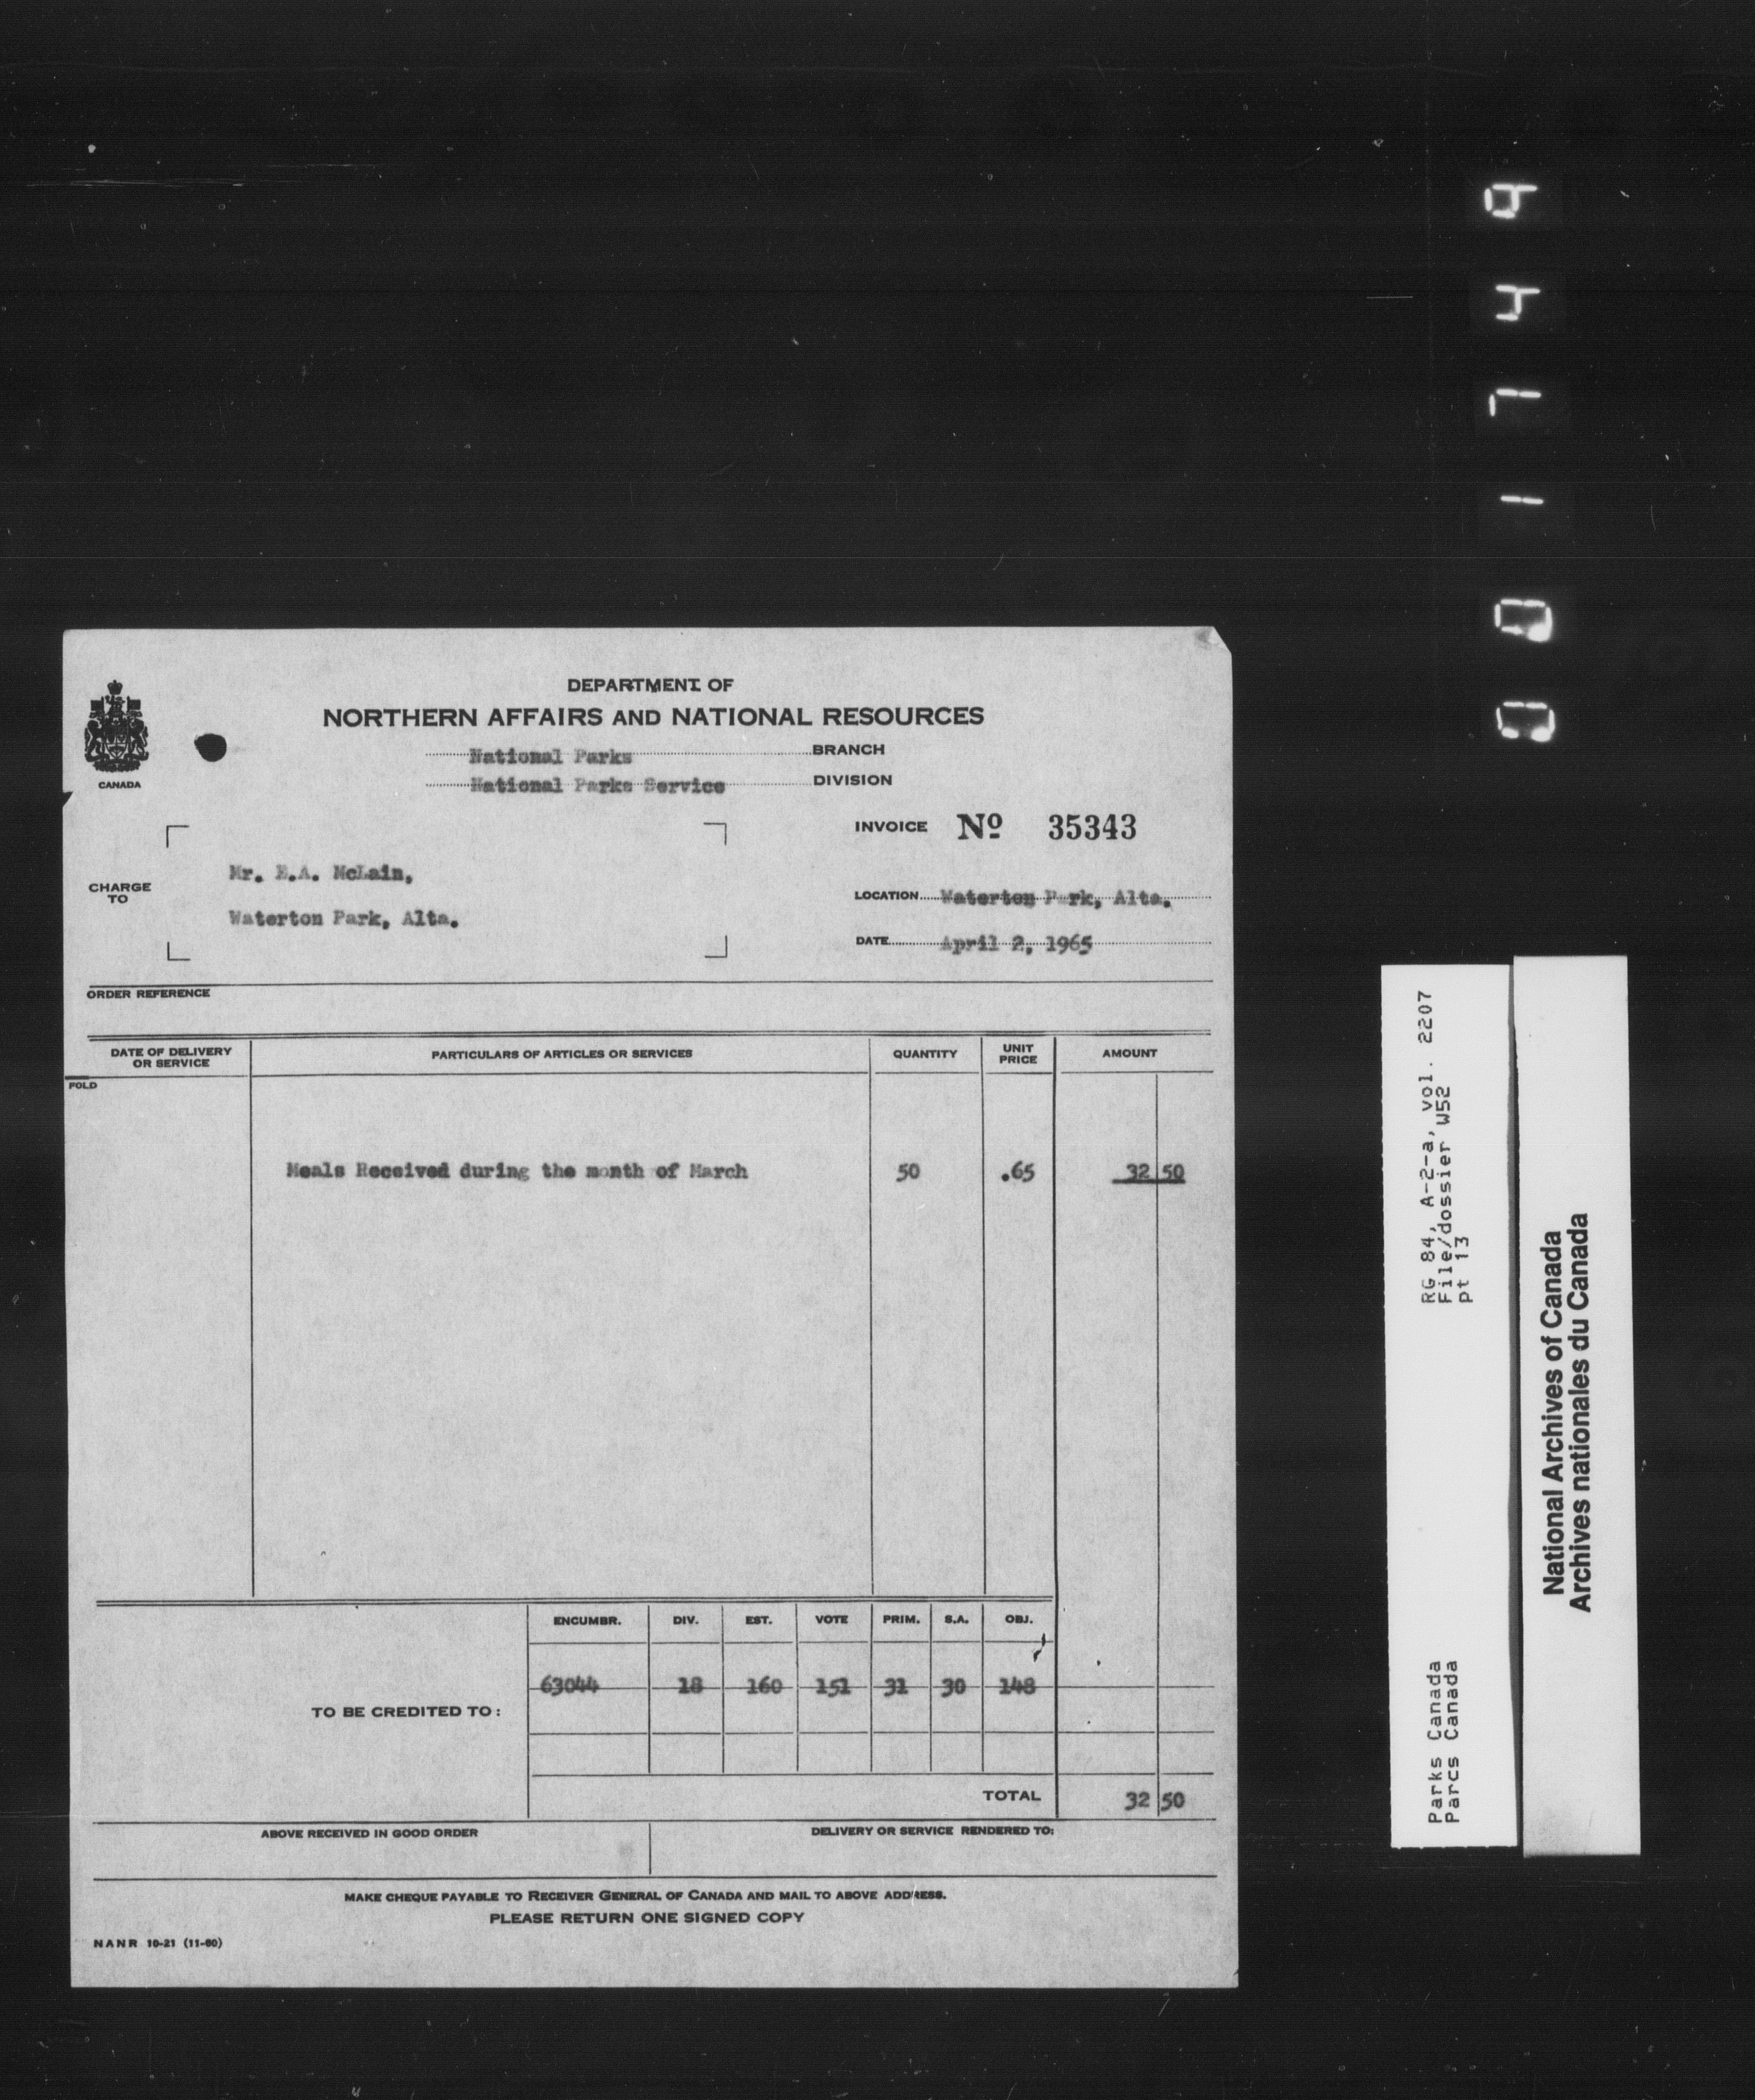 DEPARTMENT OF
NORTHERN AFFAIRS AND NATIONAL RESOURCES
National Parks BRANCH
National Parks Service DIVISION
CANADA
INVOICE Nº 35343
CHARGE TO
Mr. E.A. McLain,
Waterton Park, Alta.
LOCATION Waterton Park, Alta.
DATE April 2, 1965
ORDER REFERENCE
DATE OF DELIVERY OR SERVICE PARTICULARS OF ARTICLES OR SERVICES QUANTITY UNIT PRICE AMOUNT
FOLD
Meals Received during the month of March 50 .65 32 50
ENCUMBR. DIV. EST. VOTE PRIM. S.A. OBJ.
63044 18 160 151 31 30 148
TO BE CREDITED TO:
TOTAL 32 50
ABOVE RECEIVED IN GOOD ORDER DELIVERY OR SERVICE RENDERED TO:
MAKE CHEQUE PAYABLE TO RECEIVER GENERAL OF CANADA AND MAIL TO ABOVE ADDRESS.
PLEASE RETURN ONE SIGNED COPY
NANR 10-21 (11-60)
RG 84, A-2-a, vol. 2207
File/dossier W52
pt 13
Parks Canada
Parcs Canada
National Archives of Canada
Archives nationales du Canada